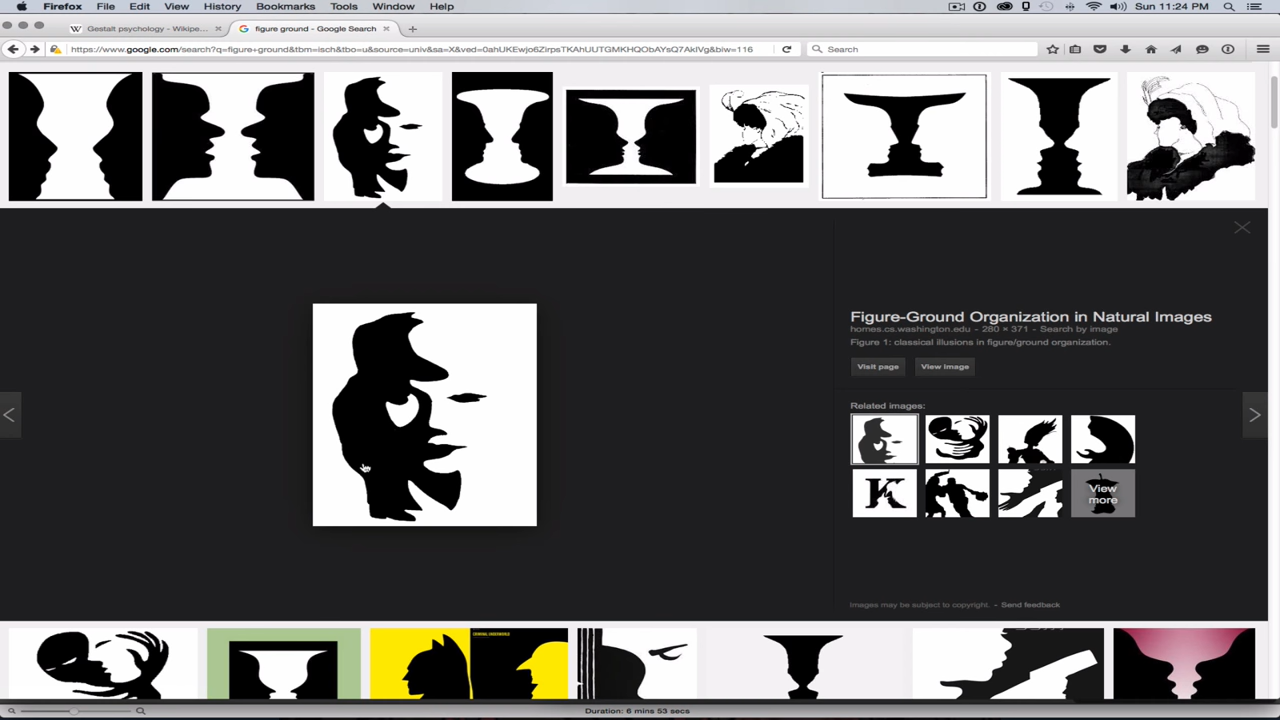 Firefox File Edit View History Bookmarks Tools Window Help Sun 11:24 PM
Gestalt psychology - Wikipe... figure ground - Google Search
https://www.google.com/search?q=figure+ground&tbm=isch&tbo=u&source=univ&sa=X&ved=0ahUKEwjo6ZirpsTKAhUUTGMKHQObAYsQ7AkIVg&biw=116 Search
Figure-Ground Organization in Natural Images
homes.cs.washington.edu - 280 × 371 - Search by image
Figure 1: classical illusions in figure/ground organization.
Visit page View image
Related images:
K
View
more
Images may be subject to copyright. - Send feedback
CRIMINAL UNDERWORLD
Duration: 6 mins 53 secs